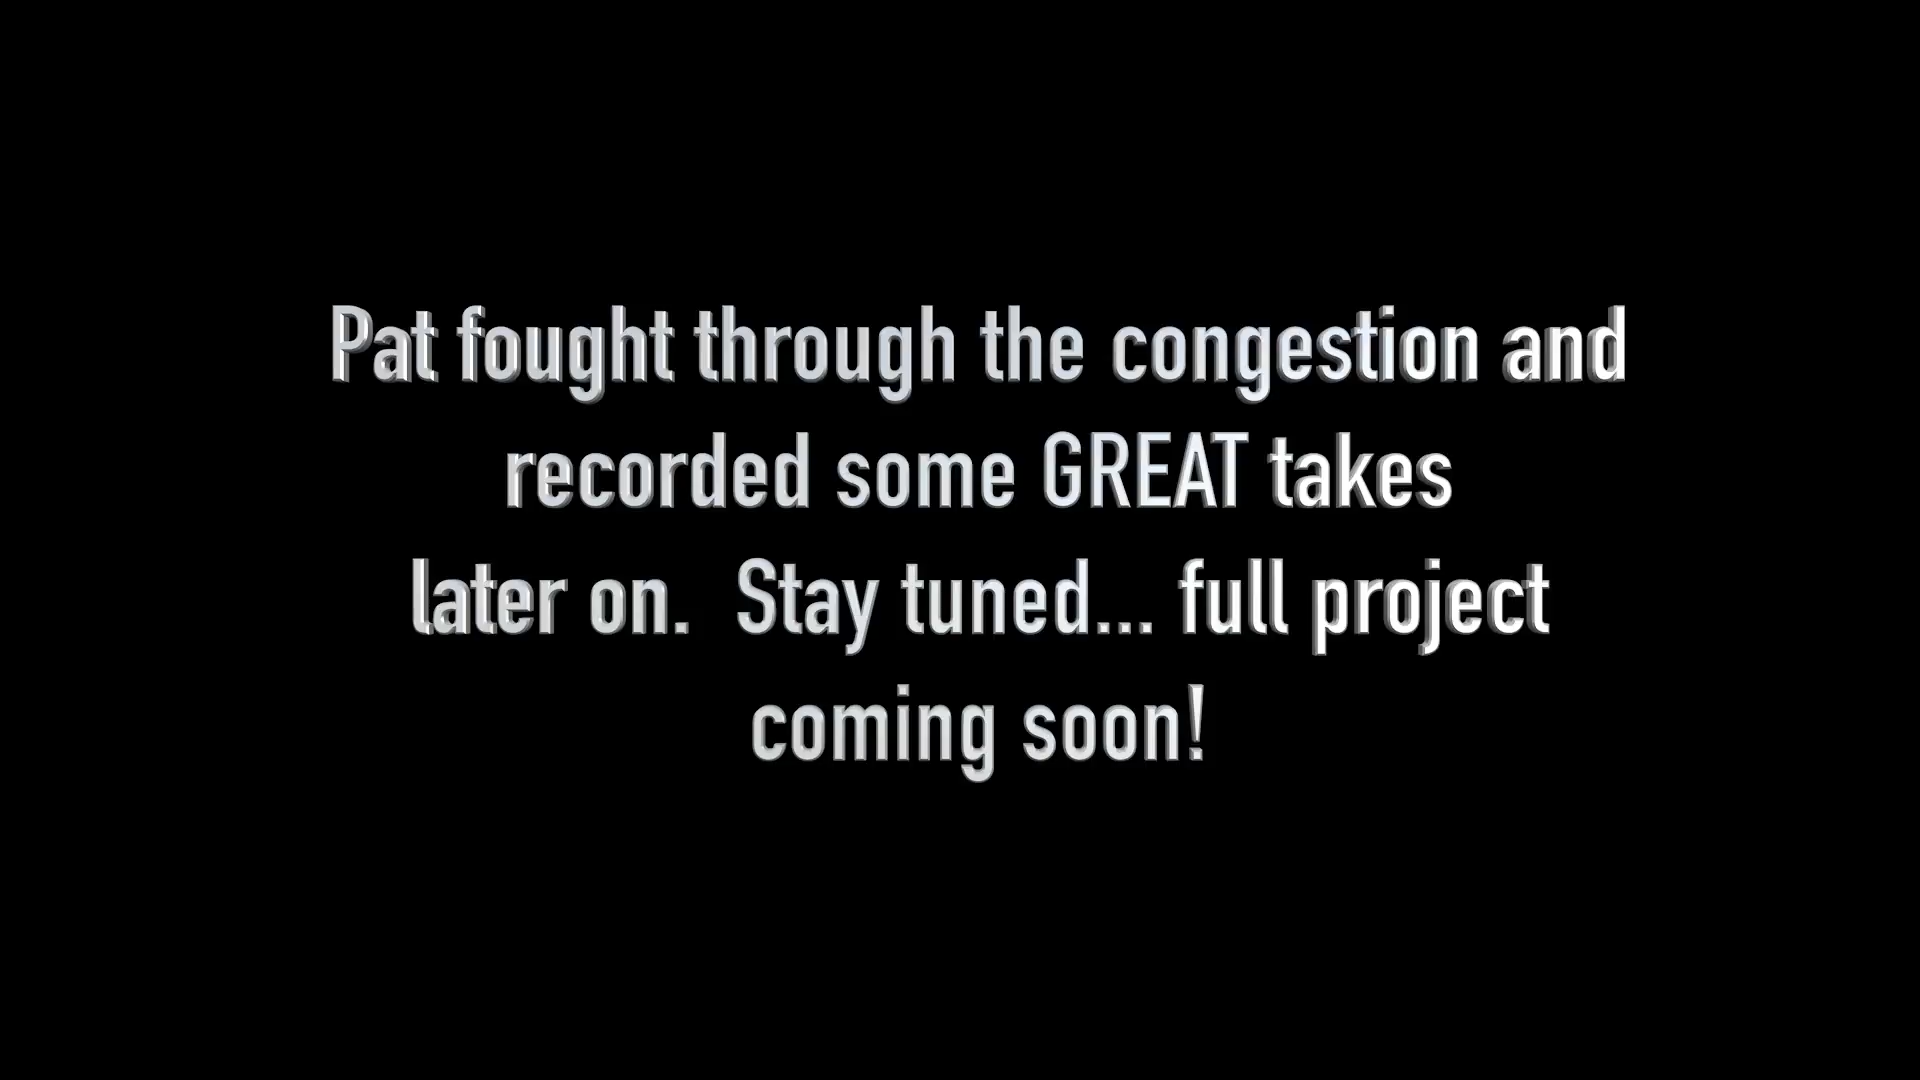 Pat fought through the congestion and
recorded some GREAT takes
later on.  Stay tuned... full project
coming soon!